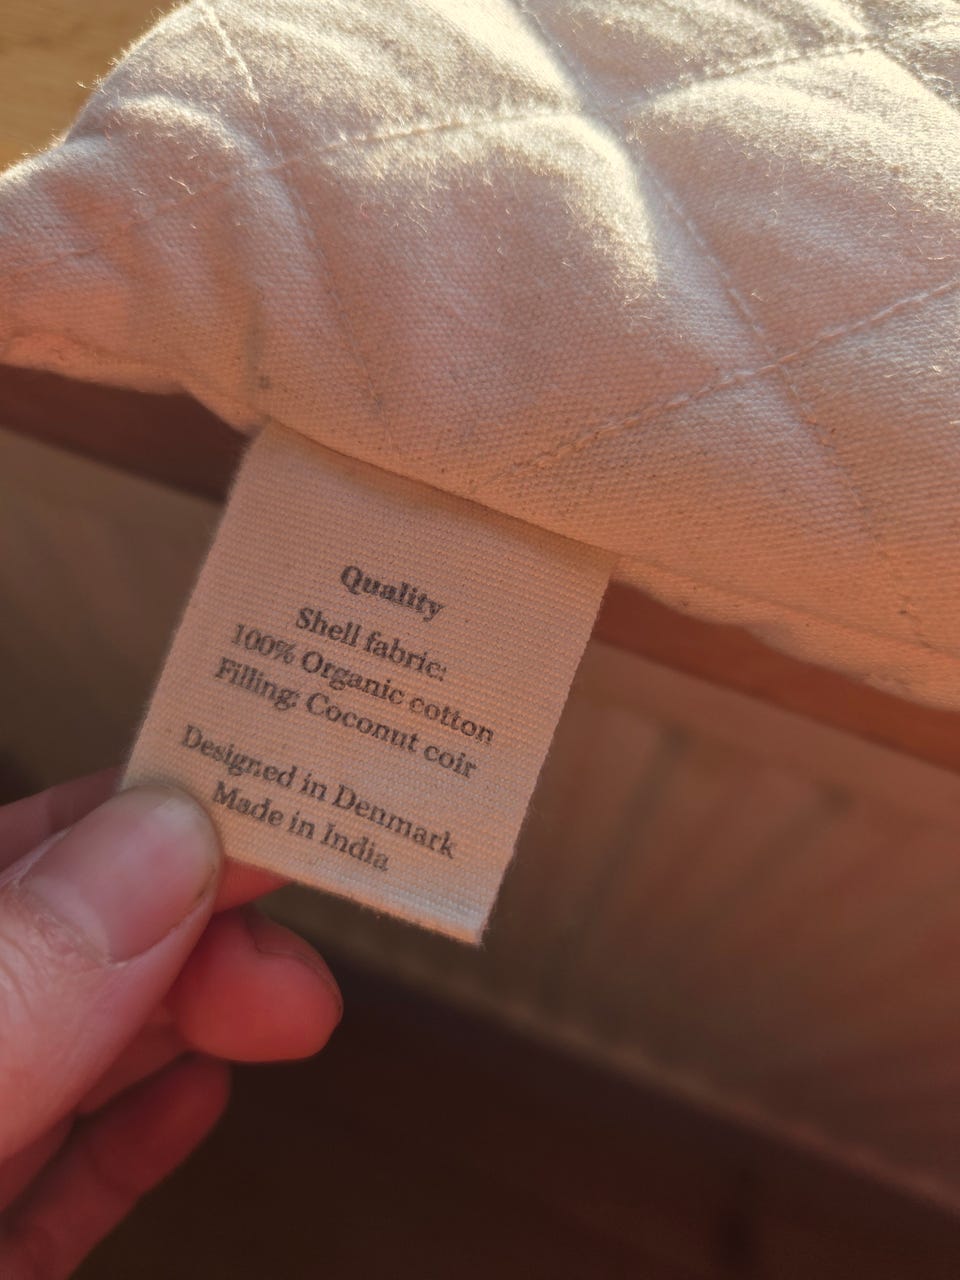 Quality
Shell fabric:
100% Organic cotton
Filling: Coconut coir
Designed in Denmark
Made in India